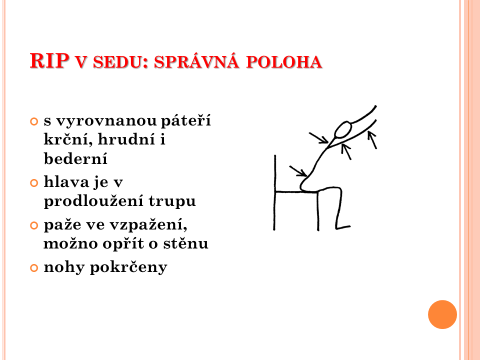 RIP V SEDU: SPRÁVNÁ POLOHA
s vyrovnanou páteří
krční, hrudní i
bederní
hlava je v
prodloužení trupu
paže ve vzpažení,
možno opřít o stěnu
nohy pokrčeny